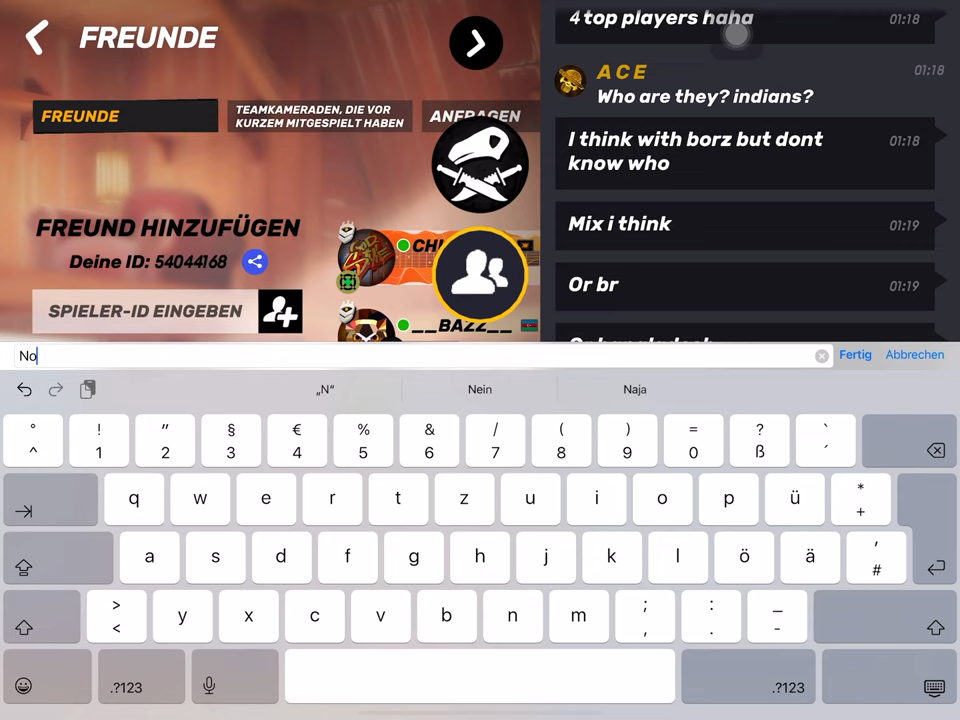 FREUNDE
FREUNDE
TEAMKAMERADEN, DIE VOR
KURZEM MITGESPIELT HABEN
ANFRAGEN
FREUND HINZUFÜGEN
Deine ID: 54044168
SPIELER-ID EINGEBEN
__BAZZ__
4 top players haha
01:18
ACE
01:18
Who are they? indians?
I think with borz but dont
know who
01:18
Mix i think
01:19
Or br
01:19
No
Fertig
Abbrechen
„N“
Nein
Naja
° ! " § € % & / ( ) = ? `
^ 1 2 3 4 5 6 7 8 9 0 ß ´
q w e r t z u i o p ü * +
a s d f g h j k l ö ä ' #
> < y x c v b n m ; , : . _ -
.?123
.?123